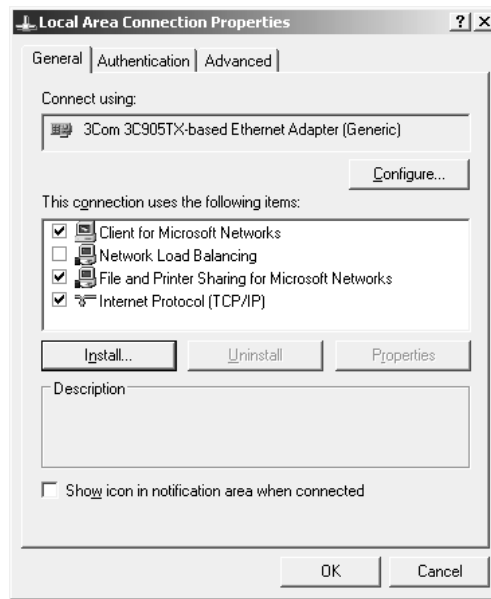 Local Area Connection Properties
General Authentication Advanced
Connect using:
3Com 3C905TX-based Ethernet Adapter (Generic)
Configure...
This connection uses the following items:
Client for Microsoft Networks
Network Load Balancing
File and Printer Sharing for Microsoft Networks
Internet Protocol (TCP/IP)
Install... Uninstall Properties
Description
Show icon in notification area when connected
OK Cancel